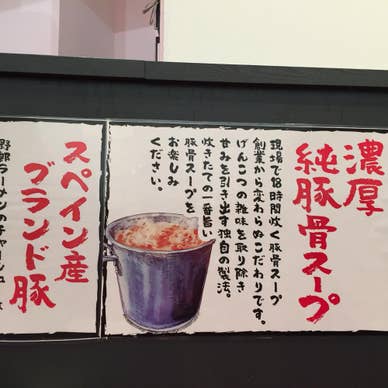 濃厚
純豚骨スープ
現場で18時間炊く豚骨スープ
創業から変わらぬこだわりです。
げんこつの雑味を取り除き
甘みを引き出す独自の製法。
炊きたての一番旨い
豚骨スープを
お楽しみ
ください。
スペイン産
ブランド豚
野郎ラーメンのチャーシュー